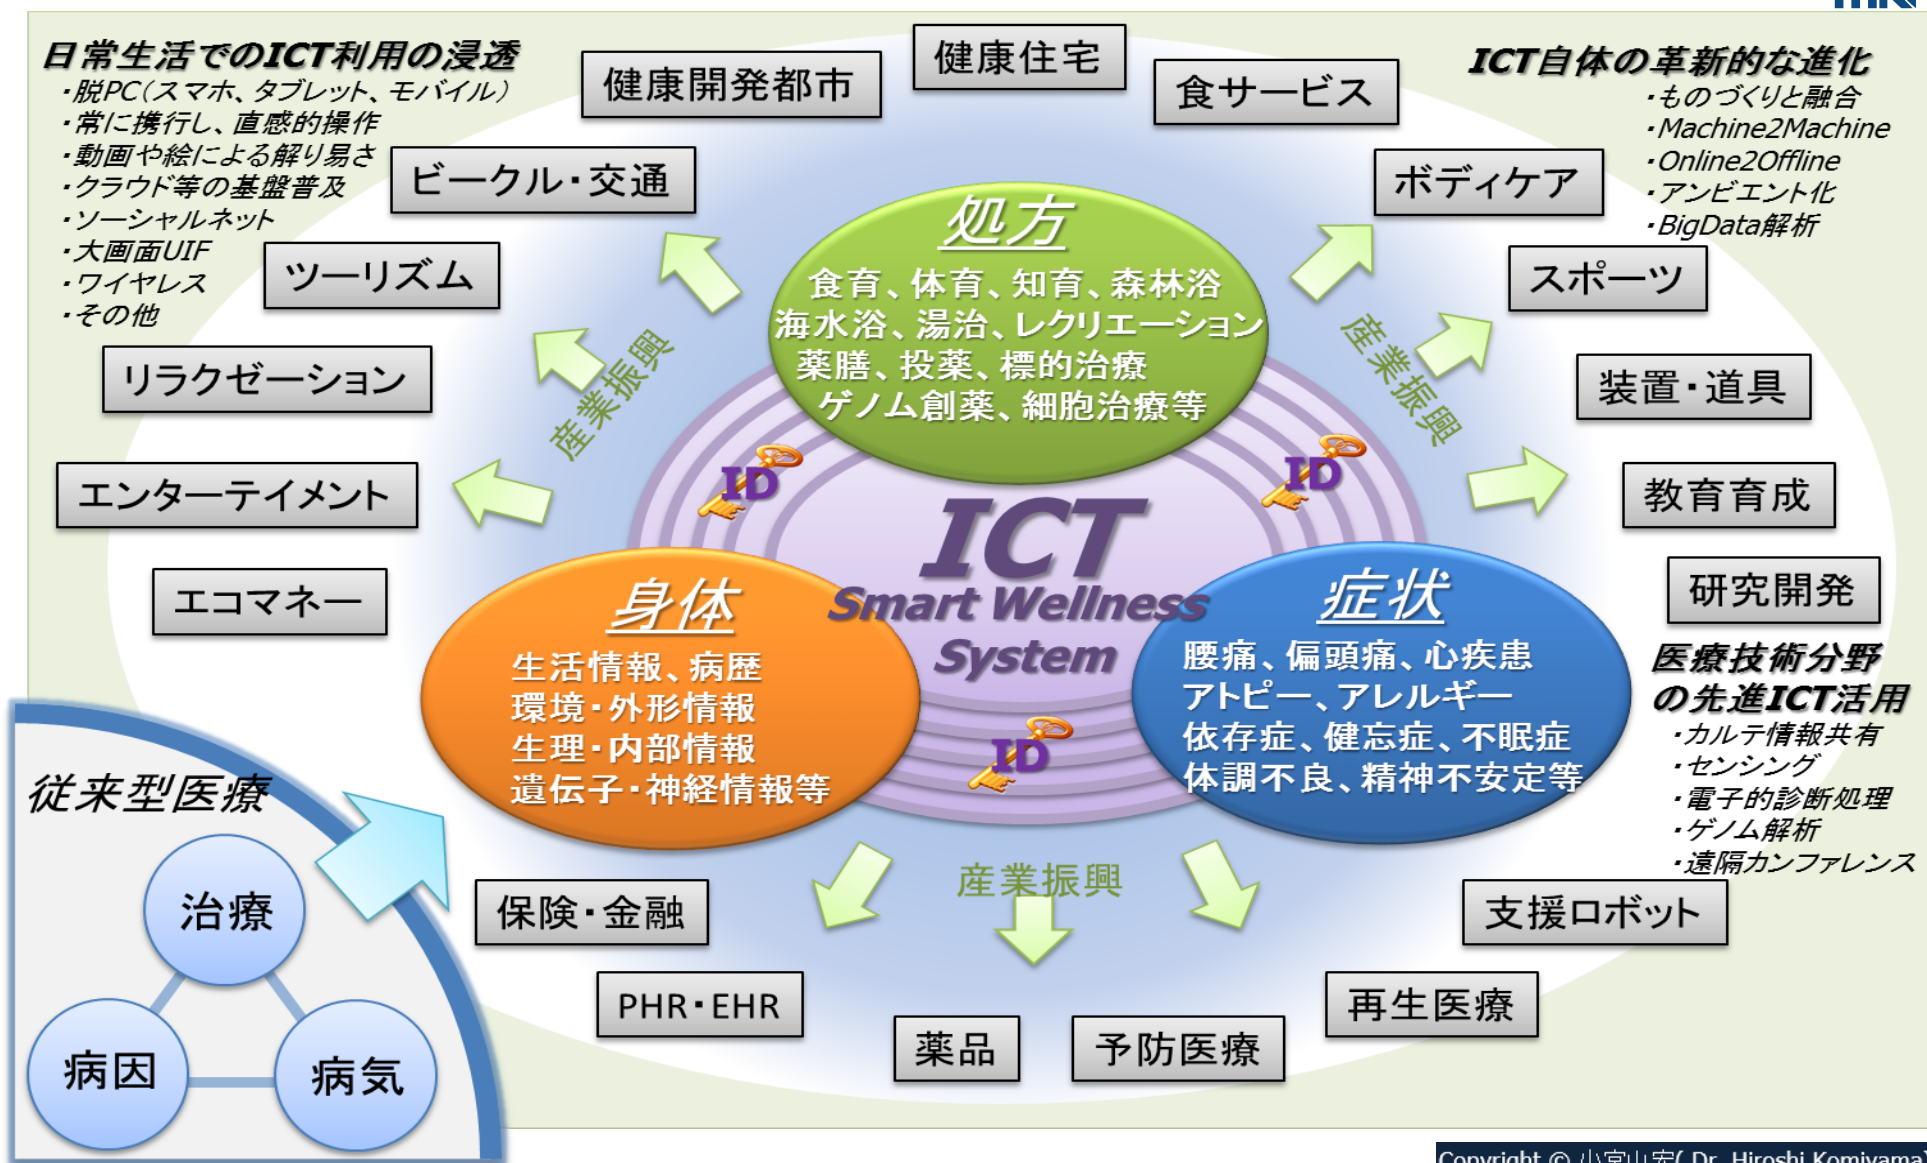 日常生活でのICT利用の浸透
・脱PC(スマホ、タブレット、モバイル)
・常に携行し、直感的操作
・動画や絵による解り易さ
・クラウド等の基盤普及
・ソーシャルネット
・大画面UIF
・ワイヤレス
・その他
健康開発都市
健康住宅
食サービス
ICT自体の革新的な進化
・ものづくりと融合
・Machine2Machine
・Online2Offline
・アンビエント化
・BigData解析
ビークル・交通
ボディケア
ツーリズム
スポーツ
リラクゼーション
装置・道具
エンターテイメント
教育育成
エコマネー
研究開発
産業振興
産業振興
処方
食育、体育、知育、森林浴
海水浴、湯治、レクリエーション
薬膳、投薬、標的治療
ゲノム創薬、細胞治療等
ID
ID
ICT
Smart Wellness
System
身体
生活情報、病歴
環境・外形情報
生理・内部情報
遺伝子・神経情報等
症状
腰痛、偏頭痛、心疾患
アトピー、アレルギー
依存症、健忘症、不眠症
体調不良、精神不安定等
ID
医療技術分野
の先進ICT活用
・カルテ情報共有
・センシング
・電子的診断処理
・ゲノム解析
・遠隔カンファレンス
従来型医療
治療
病因
病気
産業振興
保険・金融
支援ロボット
PHR・EHR
薬品
予防医療
再生医療
Copyright © 小宮山宏( Dr. Hiroshi Komiyama)